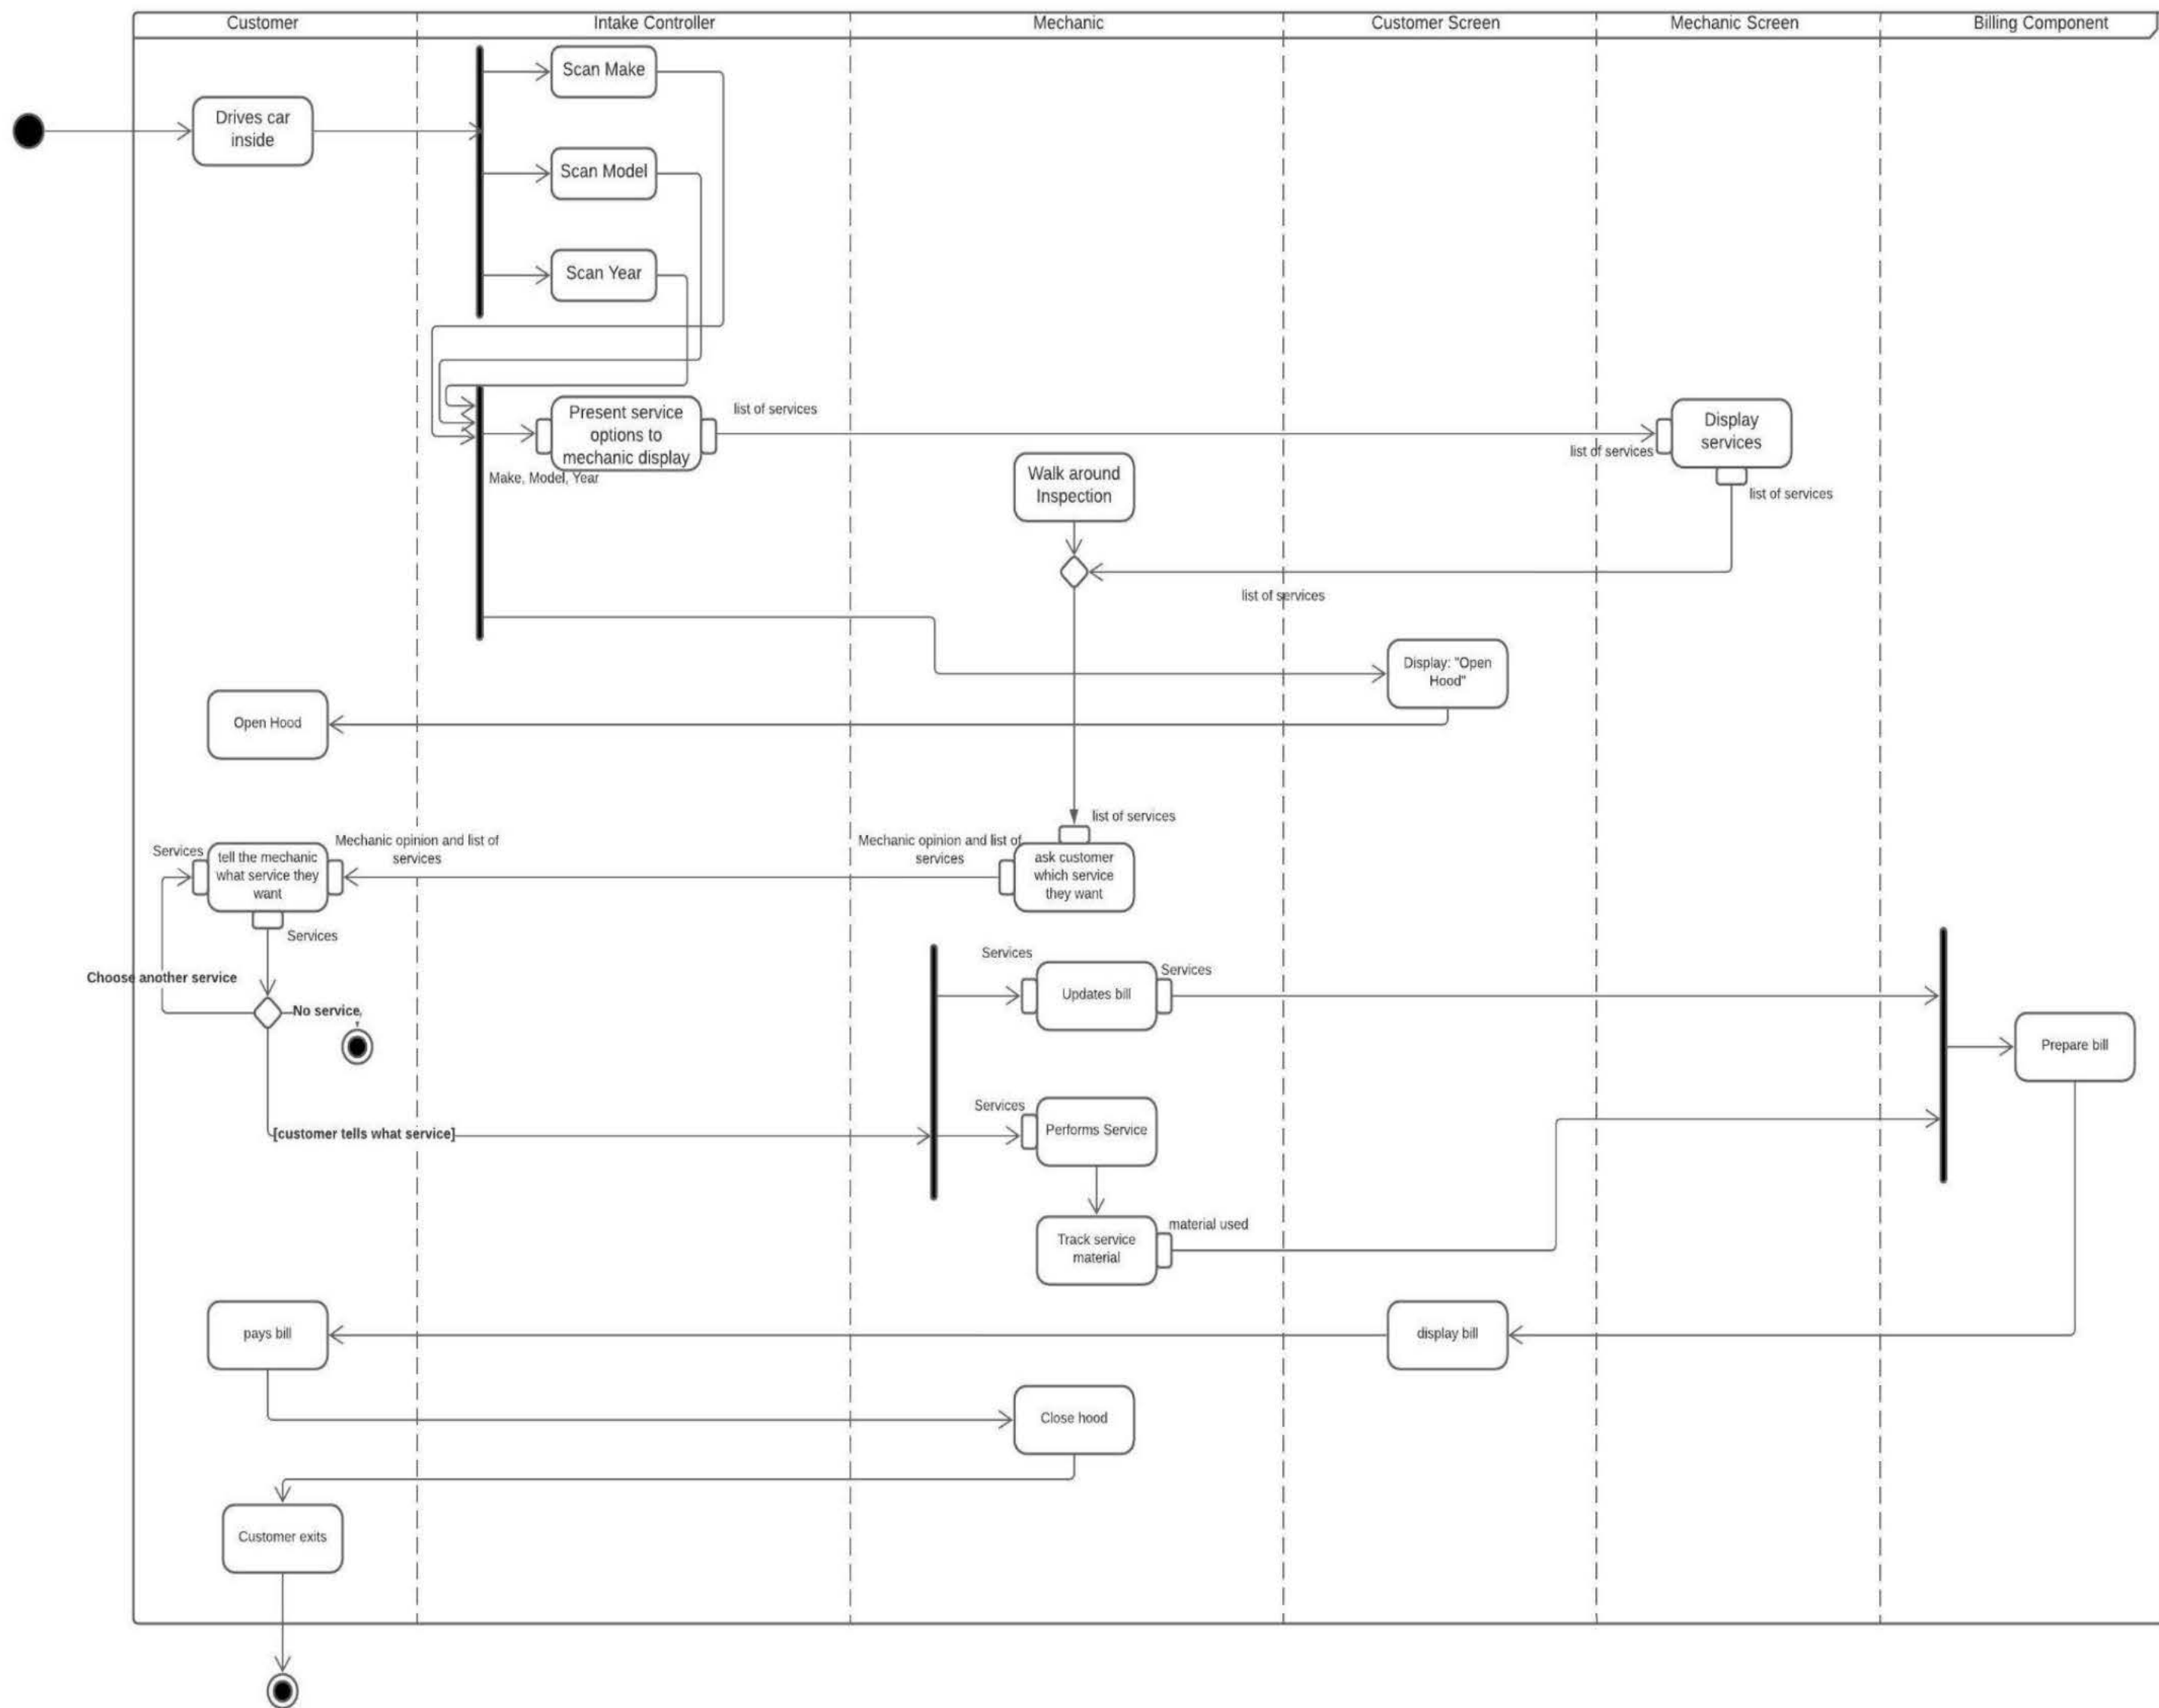 Customer
Intake Controller
Mechanic
Customer Screen
Mechanic Screen
Billing Component
Scan Make
Drives car
inside
Scan Model
Scan Year
Present service
options to
mechanic display
list of services
Make, Model, Year
Display
services
list of services
list of services
Walk around
Inspection
list of services
Display: "Open
Hood"
Open Hood
list of services
Mechanic opinion and list of
services
ask customer
which service
they want
Mechanic opinion and list of
services
Services
tell the mechanic
what service they
want
Services
Choose another service
No service
Services
Updates bill
Services
Prepare bill
[customer tells what service]
Services
Performs Service
Track service
material
material used
pays bill
display bill
Close hood
Customer exits